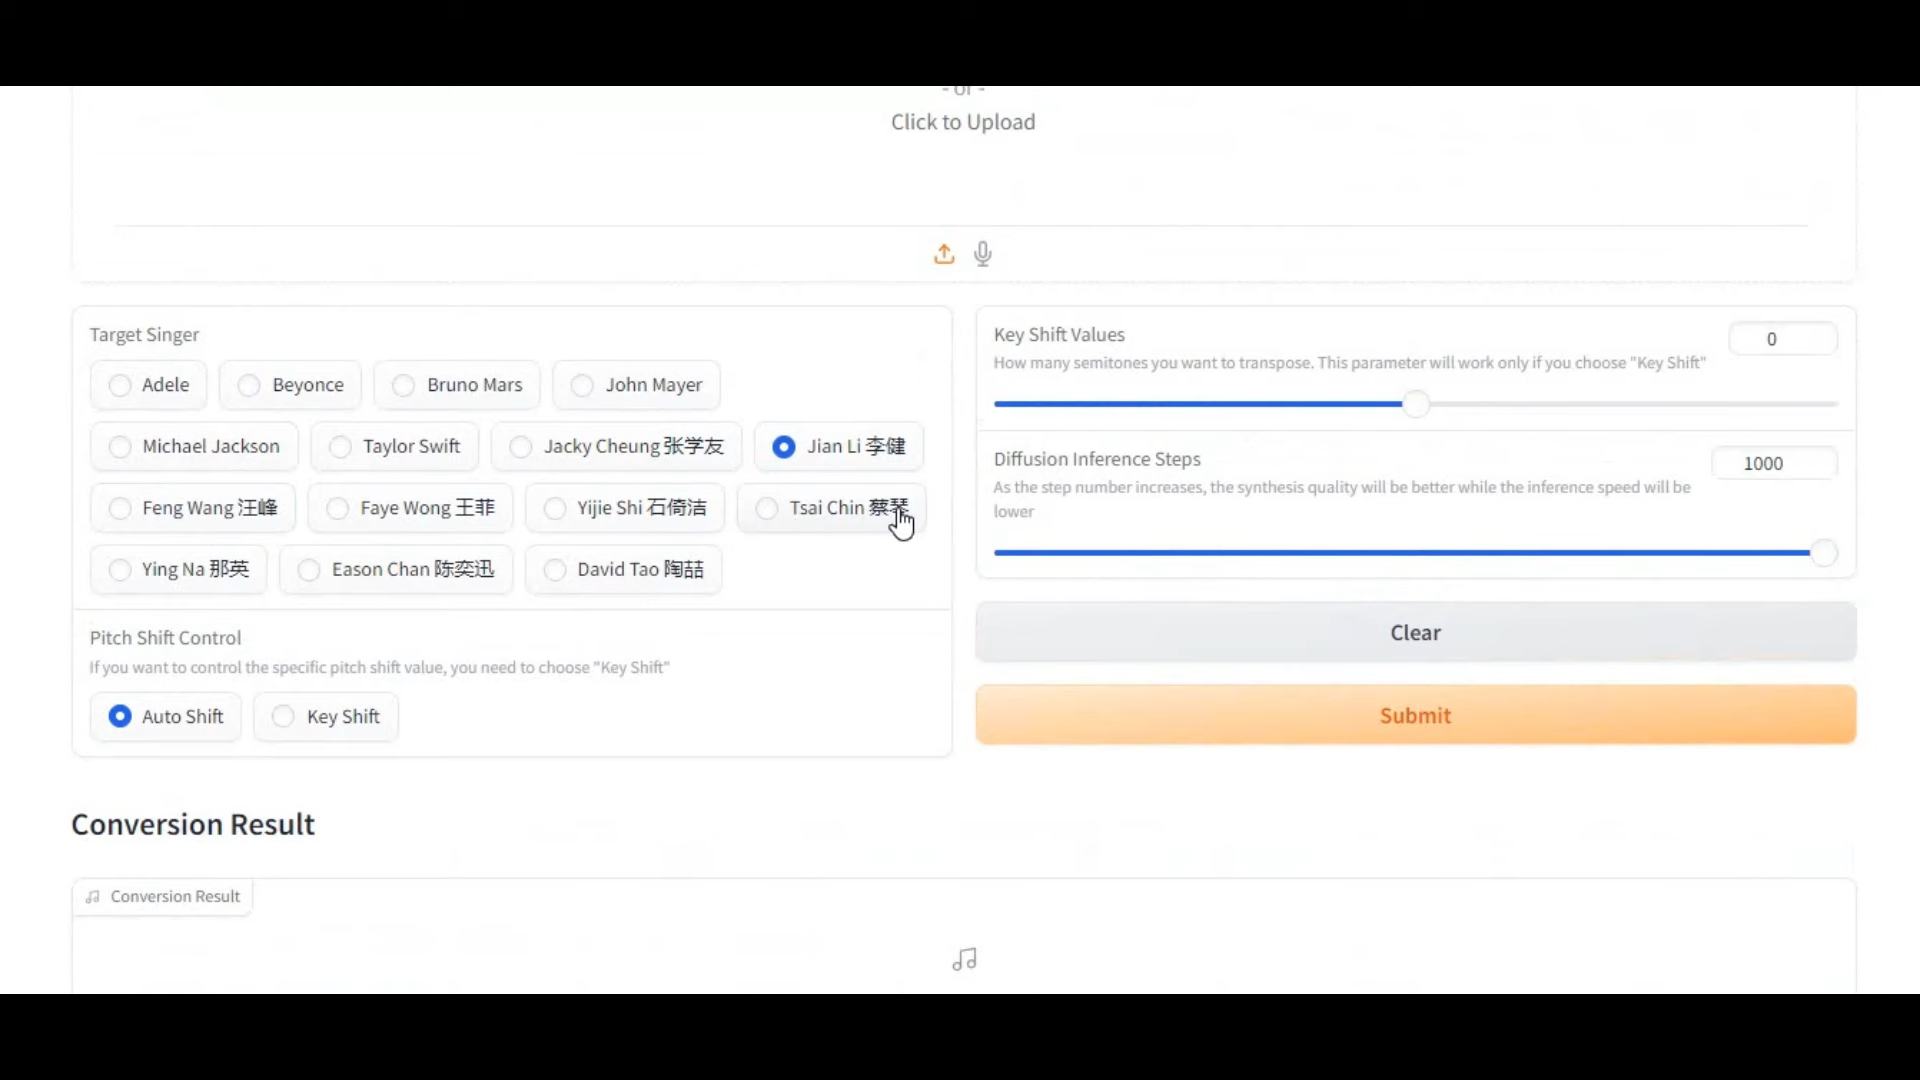 - or -
Click to Upload
Target Singer
Adele Beyonce Bruno Mars John Mayer
Michael Jackson Taylor Swift Jacky Cheung 张学友 Jian Li 李健
Feng Wang 汪峰 Faye Wong 王菲 Yijie Shi 石倚洁 Tsai Chin 蔡琴
Ying Na 那英 Eason Chan 陈奕迅 David Tao 陶喆
Pitch Shift Control
If you want to control the specific pitch shift value, you need to choose "Key Shift"
Auto Shift Key Shift
Key Shift Values 0
How many semitones you want to transpose. This parameter will work only if you choose "Key Shift"
Diffusion Inference Steps 1000
As the step number increases, the synthesis quality will be better while the inference speed will be
lower
Clear
Submit
Conversion Result
Conversion Result